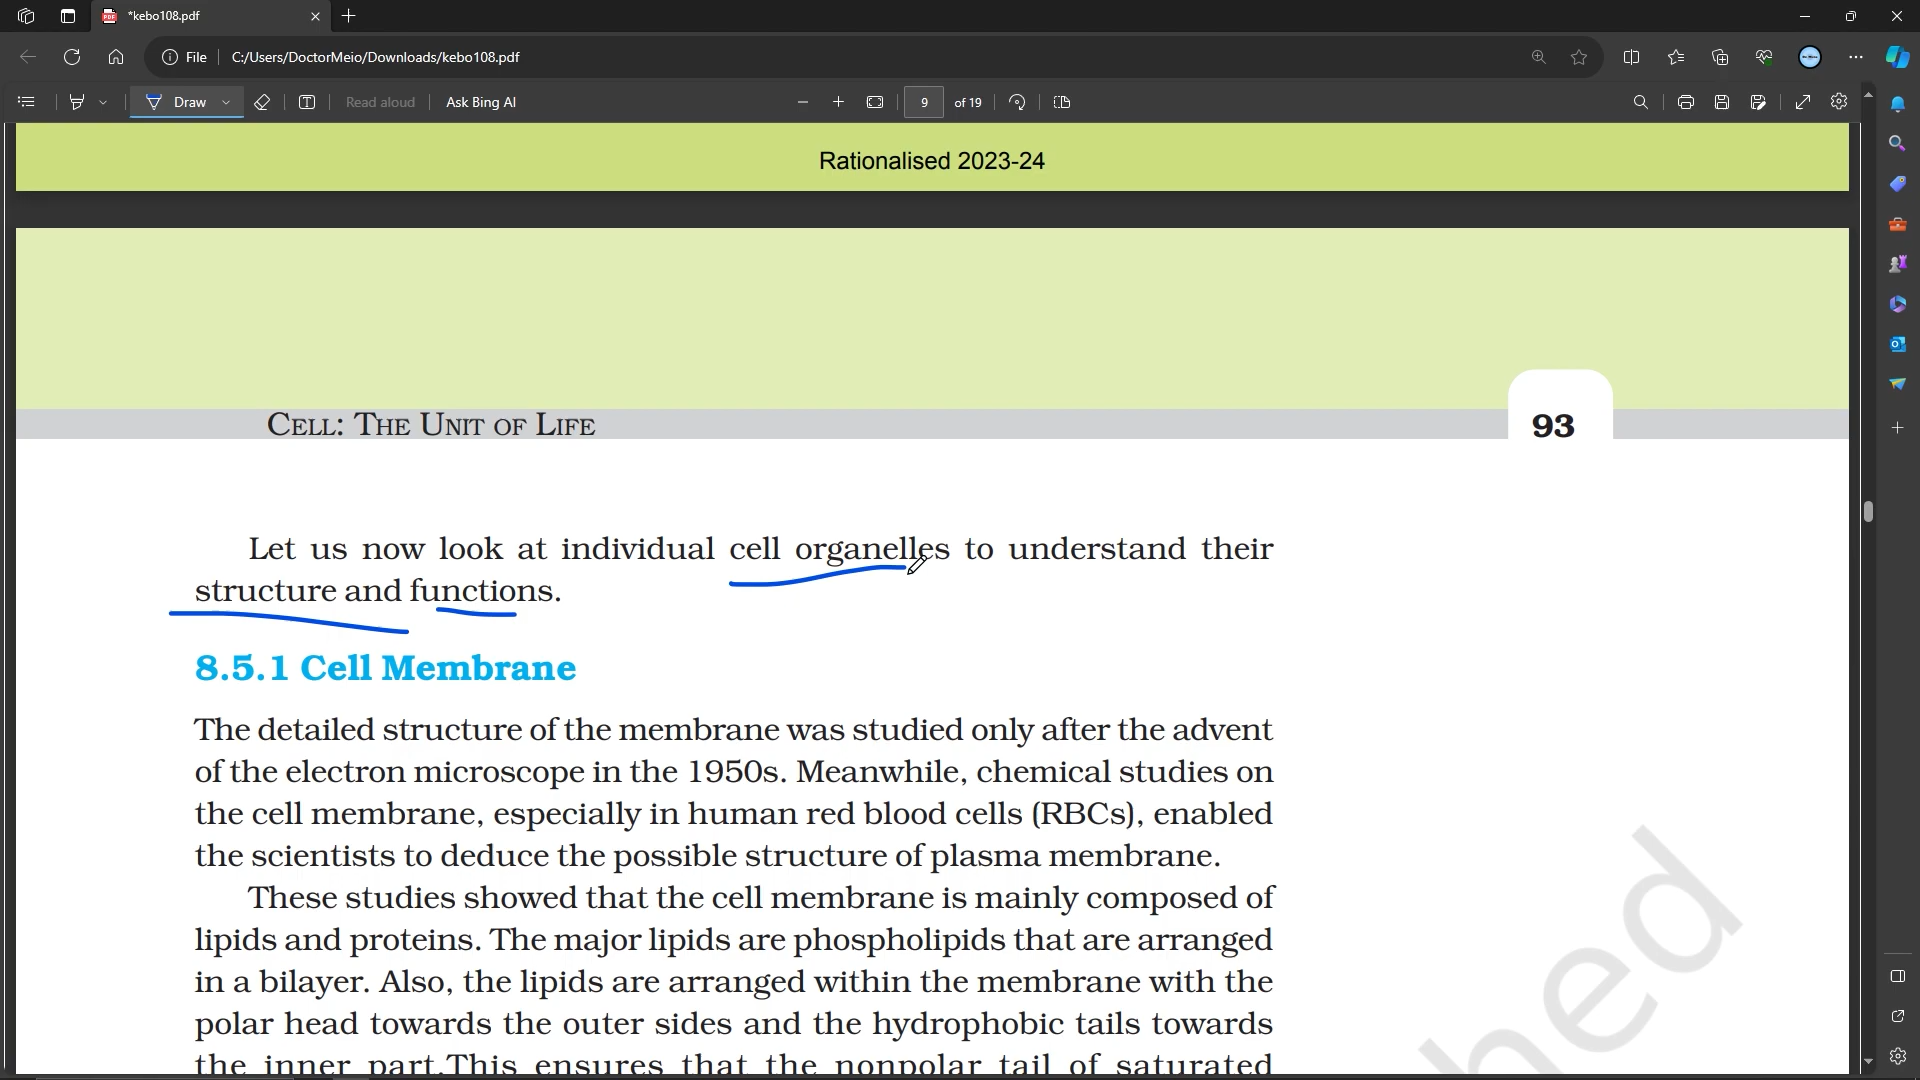 *kebo108.pdf
File
C:/Users/DoctorMeio/Downloads/kebo108.pdf
Draw
Read aloud
Ask Bing AI
9 of 19
Rationalised 2023-24
CELL: THE UNIT OF LIFE
93
Let us now look at individual cell organelles to understand their
structure and functions.
8.5.1 Cell Membrane
The detailed structure of the membrane was studied only after the advent
of the electron microscope in the 1950s. Meanwhile, chemical studies on
the cell membrane, especially in human red blood cells (RBCs), enabled
the scientists to deduce the possible structure of plasma membrane.
These studies showed that the cell membrane is mainly composed of
lipids and proteins. The major lipids are phospholipids that are arranged
in a bilayer. Also, the lipids are arranged within the membrane with the
polar head towards the outer sides and the hydrophobic tails towards
the inner part.This ensures that the nonpolar tail of saturated
hed